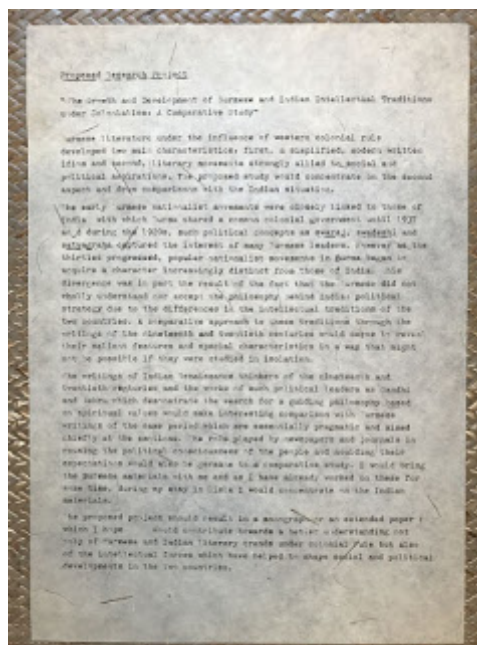 Proposed Research Project
"The Growth and Development of Burmese and Indian Intellectual Traditions
under Colonialism: A Comparative Study"
Burmese literature under the influence of western colonial rule
developed two main characteristics: first, a simplified, modern written
idiom and second, literary movements strongly allied to social and
political aspirations. The proposed study would concentrate on the second
aspect and draw comparisons with the Indian situation.
The early Burmese nationalist movements were closely linked to those of
India with which Burma shared a common colonial government until 1937
and during the 1920s, such political concepts as swaraj, swadeshi and
satyagraha captured the interest of many Burmese leaders. However as the
thirties progressed, popular nationalist movements in Burma began to
acquire a character increasingly distinct from those of India. This
divergence was in part the result of the fact that the Burmese did not
wholly understand nor accept the philosophy behind India's political
strategy due to the differences in the intellectual traditions of the
two countries. A comparative approach to these traditions through the
writings of the nineteenth and twentieth centuries would serve to reveal
their salient features and special characteristics in a way that might
not be possible if they were studied in isolation.
The writings of Indian Renaissance thinkers of the nineteenth and
twentieth centuries and the works of such political leaders as Gandhi
and Nehru which demonstrate the search for a guiding philosophy based
on spiritual values would make interesting comparison with Burmese
writings of the same period which are essentially pragmatic and aimed
chiefly at the The role played by newspapers and journals in
rousing the political consciousness of the people and moulding their
expectations would also be germane to a comparative study. I would bring
the Burmese materials with me and as I have already worked in these for
some time, during my stay in Simla I would concentrate on the Indian
materials.
The proposed project should result in a monograph or an extended paper
which I hope would contribute towards a better understanding not
only of Burmese and Indian literary trends under colonial rule but also
of the intellectual forces which have helped to shape social and political
developments in the two countries.